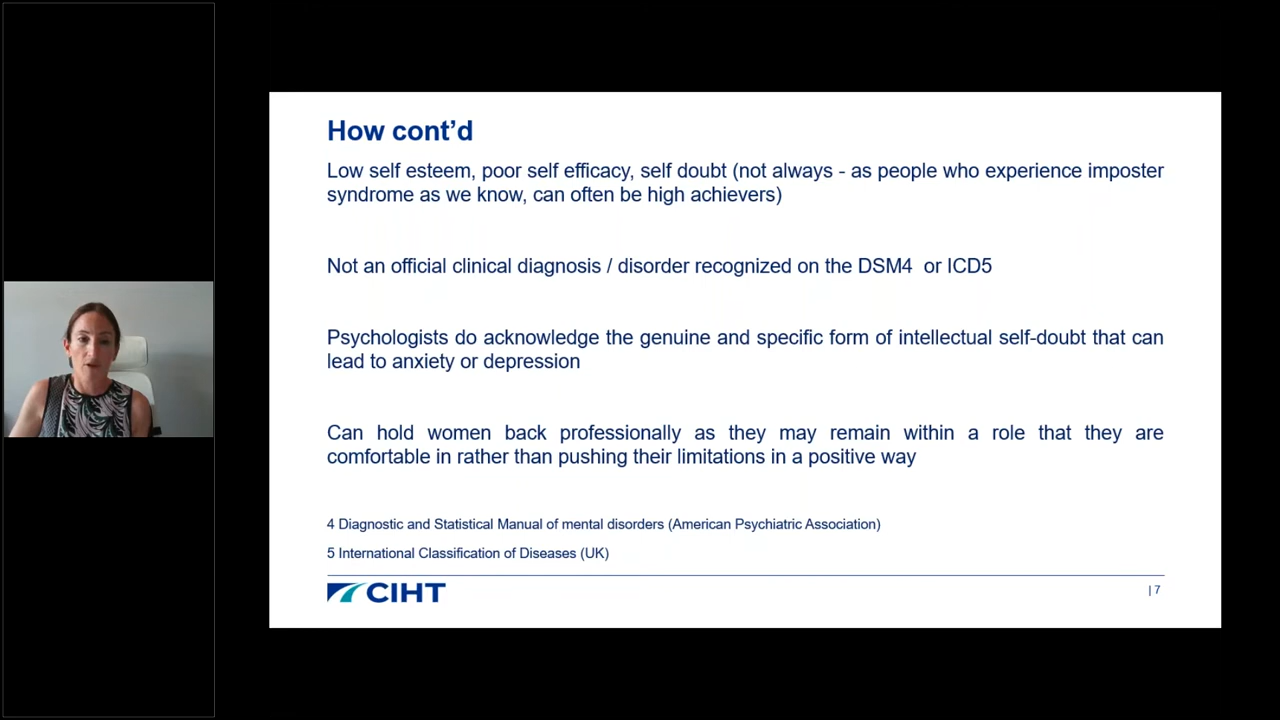 How cont’d
Low self esteem, poor self efficacy, self doubt (not always - as people who experience imposter
syndrome as we know, can often be high achievers)
Not an official clinical diagnosis / disorder recognized on the DSM4  or ICD5
Psychologists do acknowledge the genuine and specific form of intellectual self-doubt that can
lead to anxiety or depression
Can hold women back professionally as they may remain within a role that they are
comfortable in rather than pushing their limitations in a positive way
4 Diagnostic and Statistical Manual of mental disorders (American Psychiatric Association)
5 International Classification of Diseases (UK)
CIHT
| 7